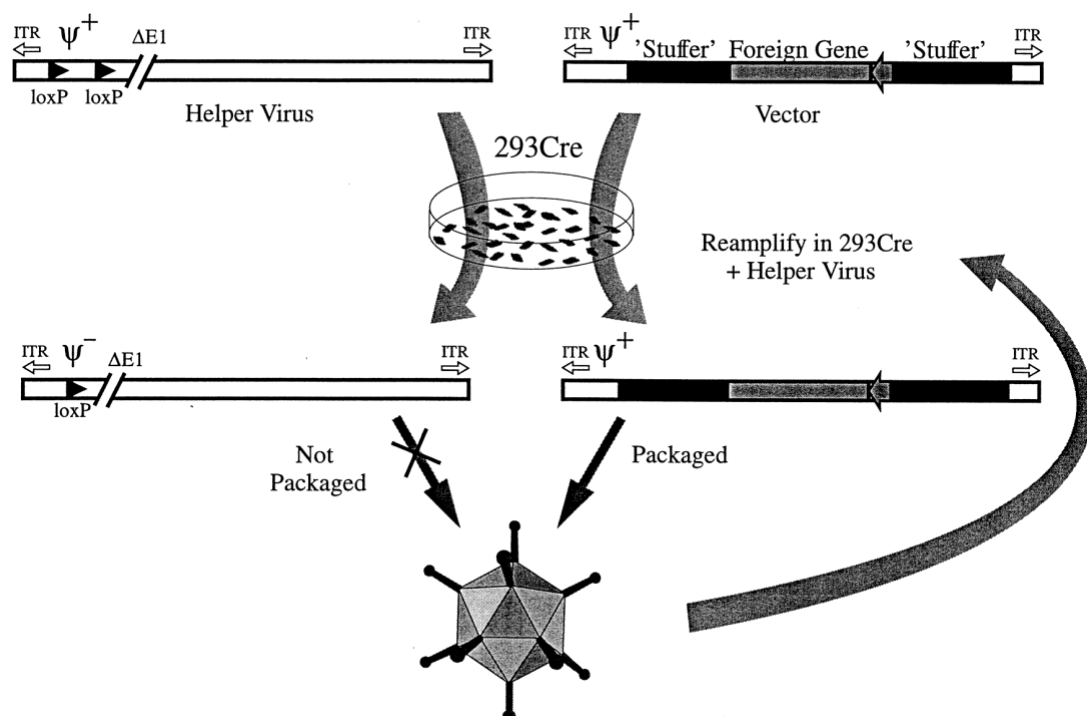 ITR Ψ+ ΔE1 ITR
loxP loxP
Helper Virus
ITR Ψ+ 'Stuffer' Foreign Gene 'Stuffer' ITR
Vector
293Cre
Reamplify in 293Cre
+ Helper Virus
ITR Ψ- ΔE1 ITR
loxP
ITR Ψ+ ITR
Not
Packaged
Packaged